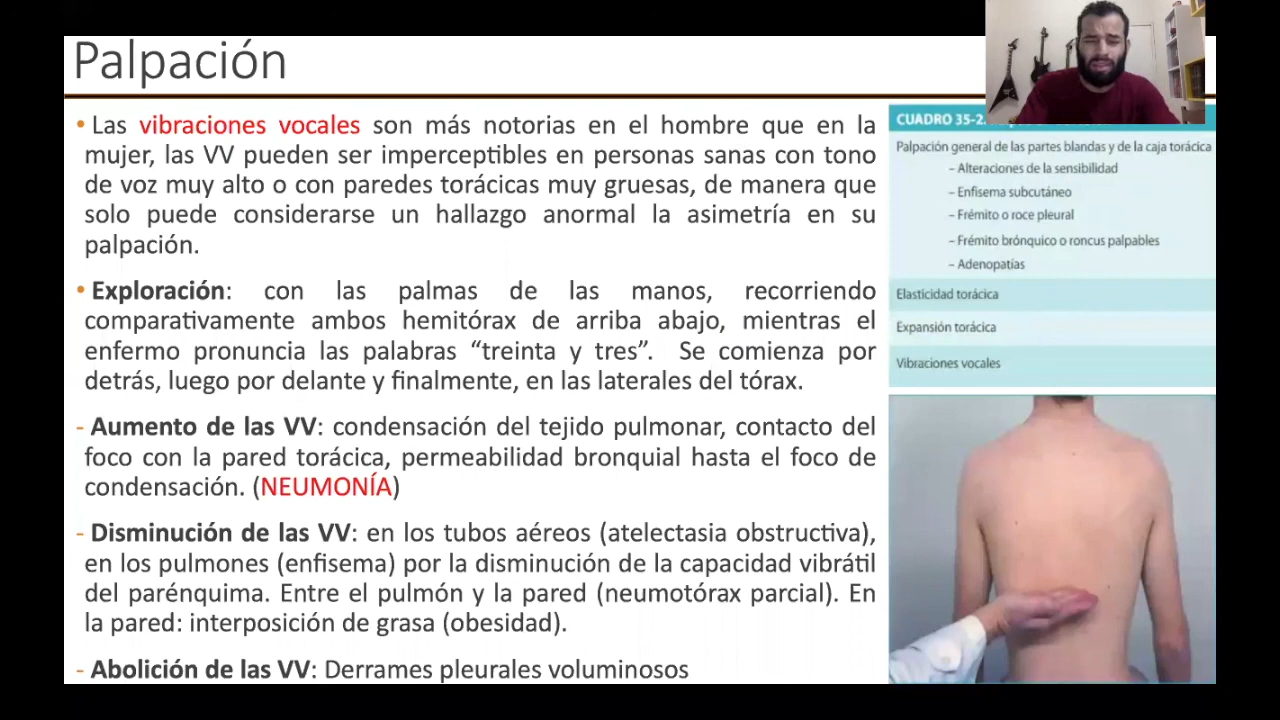 Palpación
• Las vibraciones vocales son más notorias en el hombre que en la
mujer, las VV pueden ser imperceptibles en personas sanas con tono
de voz muy alto o con paredes torácicas muy gruesas, de manera que
solo puede considerarse un hallazgo anormal la asimetría en su
palpación.
• Exploración: con las palmas de las manos, recorriendo
comparativamente ambos hemitórax de arriba abajo, mientras el
enfermo pronuncia las palabras “treinta y tres”. Se comienza por
detrás, luego por delante y finalmente, en las laterales del tórax.
- Aumento de las VV: condensación del tejido pulmonar, contacto del
foco con la pared torácica, permeabilidad bronquial hasta el foco de
condensación. (NEUMONÍA)
- Disminución de las VV: en los tubos aéreos (atelectasia obstructiva),
en los pulmones (enfisema) por la disminución de la capacidad vibrátil
del parénquima. Entre el pulmón y la pared (neumotórax parcial). En
la pared: interposición de grasa (obesidad).
- Abolición de las VV: Derrames pleurales voluminosos
CUADRO 35-2.
Palpación general de las partes blandas y de la caja torácica
– Alteraciones de la sensibilidad
– Enfisema subcutáneo
– Frémito o roce pleural
– Frémito brónquico o roncus palpables
– Adenopatías
Elasticidad torácica
Expansión torácica
Vibraciones vocales